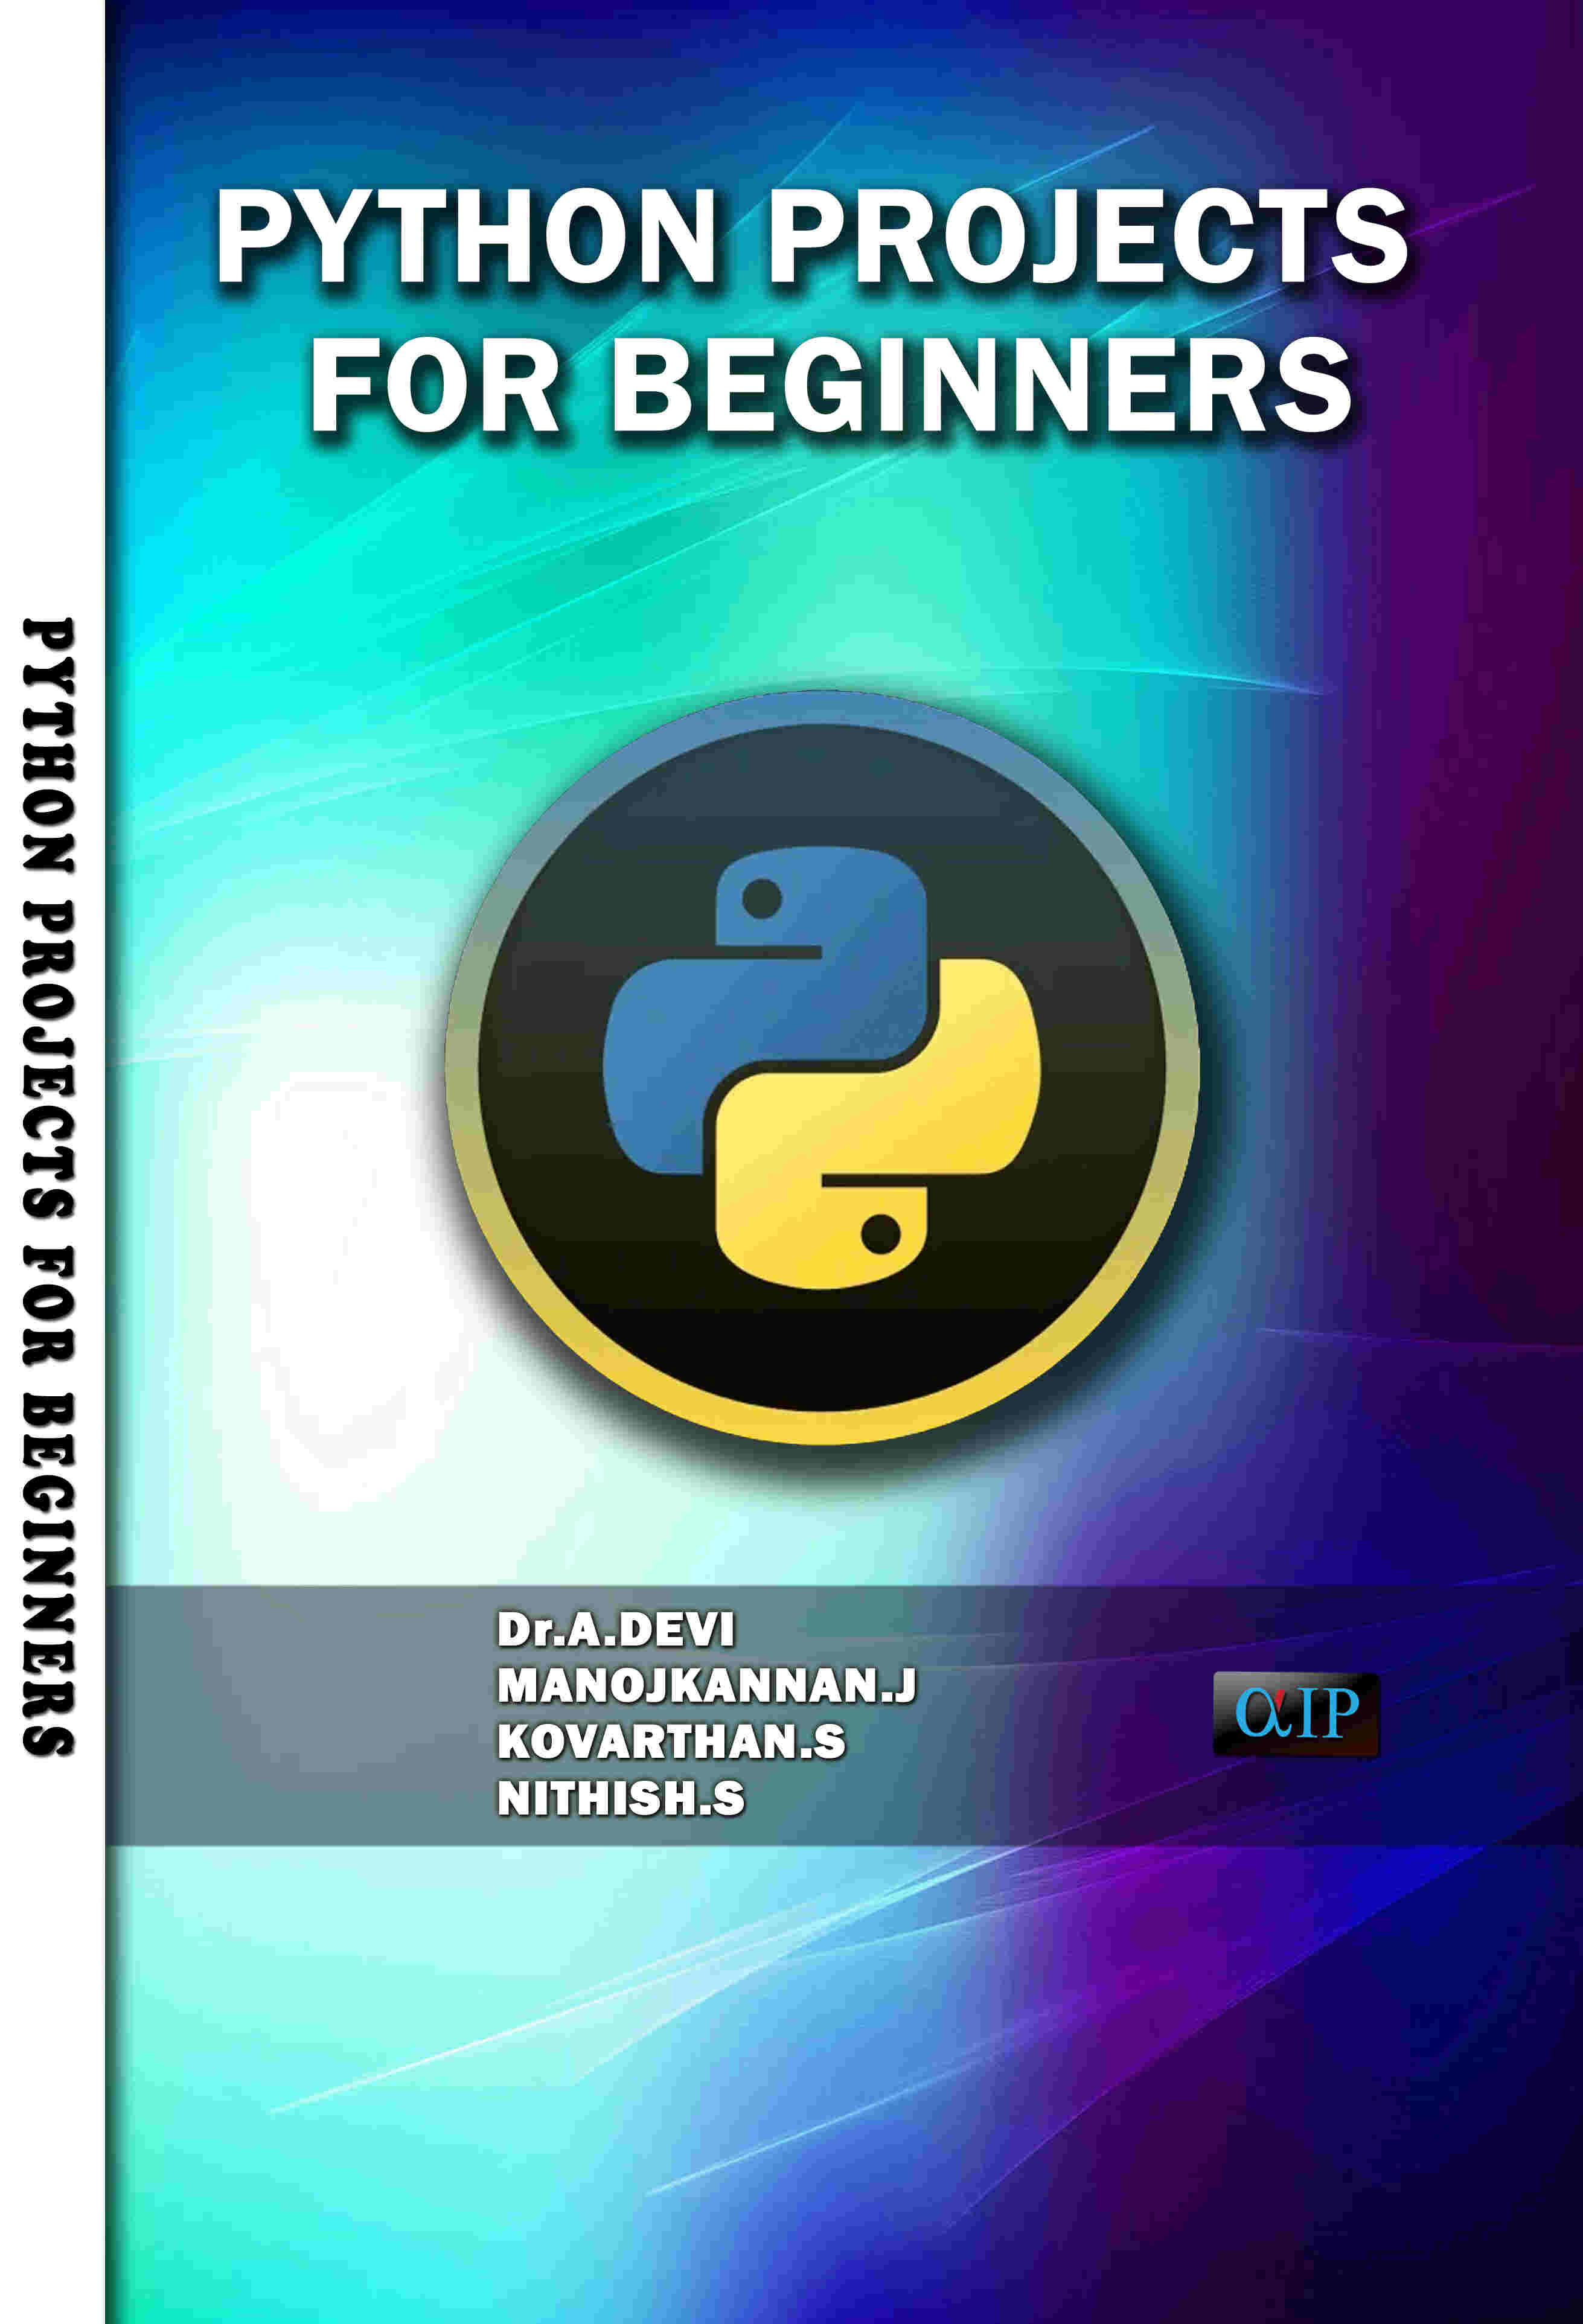 PYTHON PROJECTS
FOR BEGINNERS
PYTHON PROJECTS FOR BEGINNERS
Dr.A.DEVI
MANOJKANNAN.J
KOVARTHAN.S
NITHISH.S
αIP